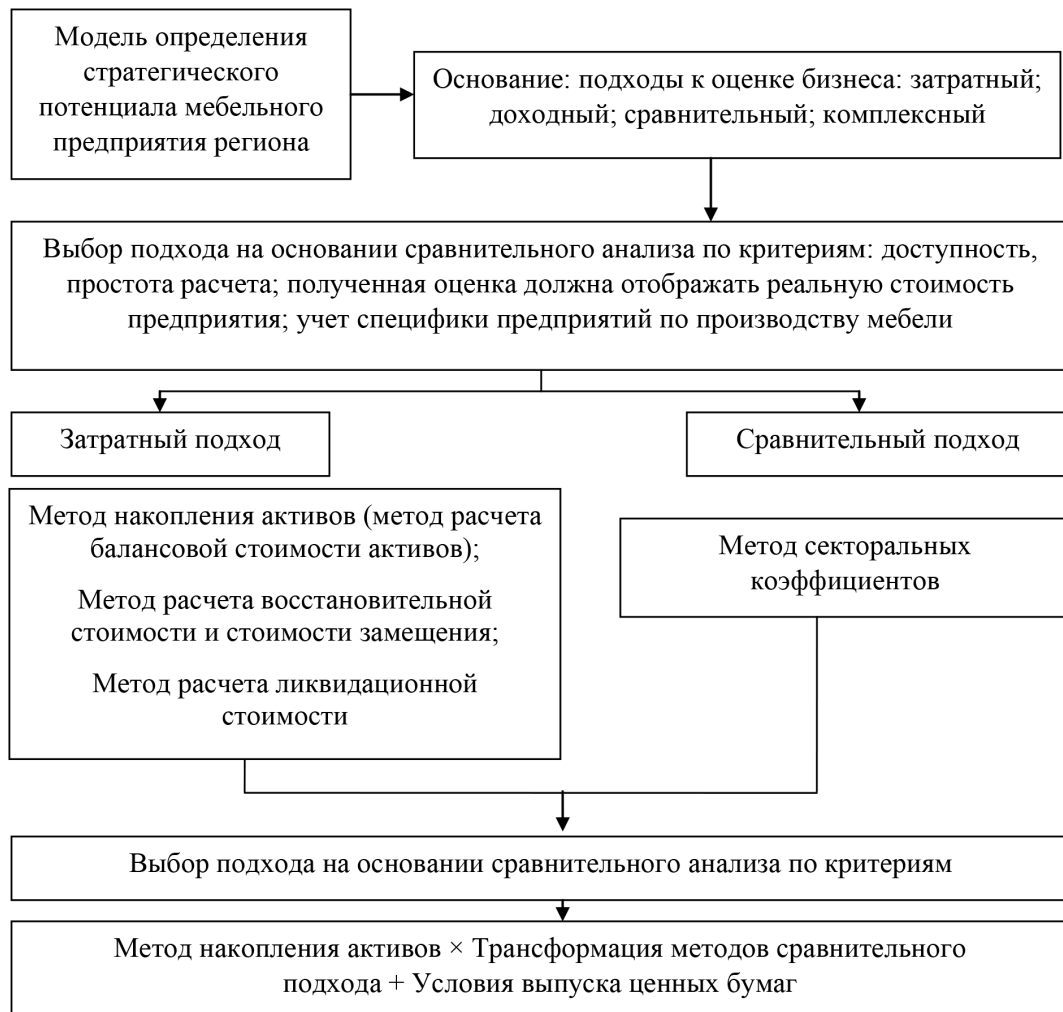 Модель определения
стратегического
потенциала мебельного
предприятия региона
Основание: подходы к оценке бизнеса: затратный;
доходный; сравнительный; комплексный
Выбор подхода на основании сравнительного анализа по критериям: доступность,
простота расчета; полученная оценка должна отображать реальную стоимость
предприятия; учет специфики предприятий по производству мебели
Затратный подход
Сравнительный подход
Метод накопления активов (метод расчета
балансовой стоимости активов);
Метод расчета восстановительной
стоимости и стоимости замещения;
Метод расчета ликвидационной
стоимости
Метод секторальных
коэффициентов
Выбор подхода на основании сравнительного анализа по критериям
Метод накопления активов × Трансформация методов сравнительного
подхода + Условия выпуска ценных бумаг